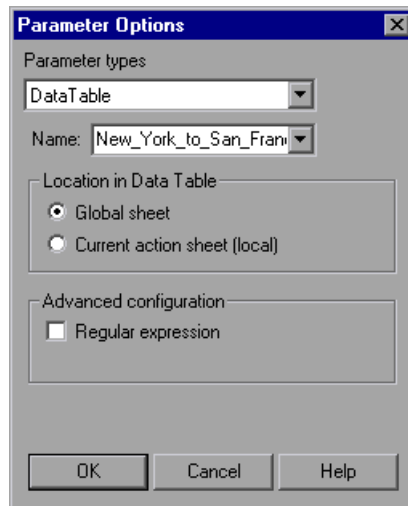 Parameter Options
Parameter types
DataTable
Name: New_York_to_San_Fran
Location in Data Table
Global sheet
Current action sheet (local)
Advanced configuration
Regular expression
OK Cancel Help